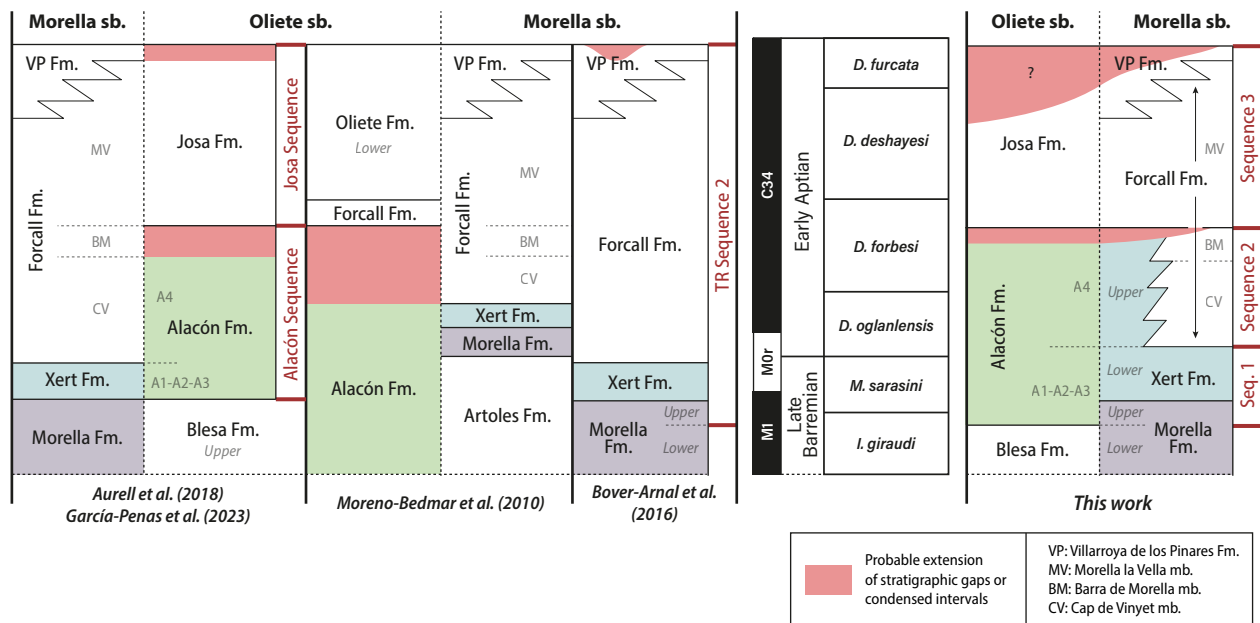 Morella sb.
Oliete sb.
Morella sb.
Oliete sb.
Morella sb.
VP Fm.
Forcall Fm.
MV
BM
CV
Xert Fm.
Morella Fm.
Josa Fm.
A4
Alacón Fm.
A1-A2-A3
Blesa Fm.
Upper
Josa Sequence
Alacón Sequence
Aurell et al. (2018)
García-Penas et al. (2023)
Oliete Fm.
Lower
Forcall Fm.
Alacón Fm.
VP Fm.
Forcall Fm.
MV
BM
CV
Xert Fm.
Morella Fm.
Artoles Fm.
Moreno-Bedmar et al. (2010)
VP Fm.
Forcall Fm.
Xert Fm.
Upper
Morella
Fm.
Lower
TR Sequence 2
Bover-Arnal et al.
(2016)
C34
M0r
M1
Early Aptian
Late
Barremian
D. furcata
D. deshayesi
D. forbesi
D. oglanlensis
M. sarasini
I. giraudi
?
Josa Fm.
Alacón Fm.
A4
A1-A2-A3
Blesa Fm.
VP Fm.
MV
Forcall Fm.
BM
CV
Upper
Lower
Xert Fm.
Upper
Morella
Fm.
Lower
Sequence 3
Sequence 2
Seq. 1
This work
Probable extension
of stratigraphic gaps or
condensed intervals
VP: Villarroya de los Pinares Fm.
MV: Morella la Vella mb.
BM: Barra de Morella mb.
CV: Cap de Vinyet mb.